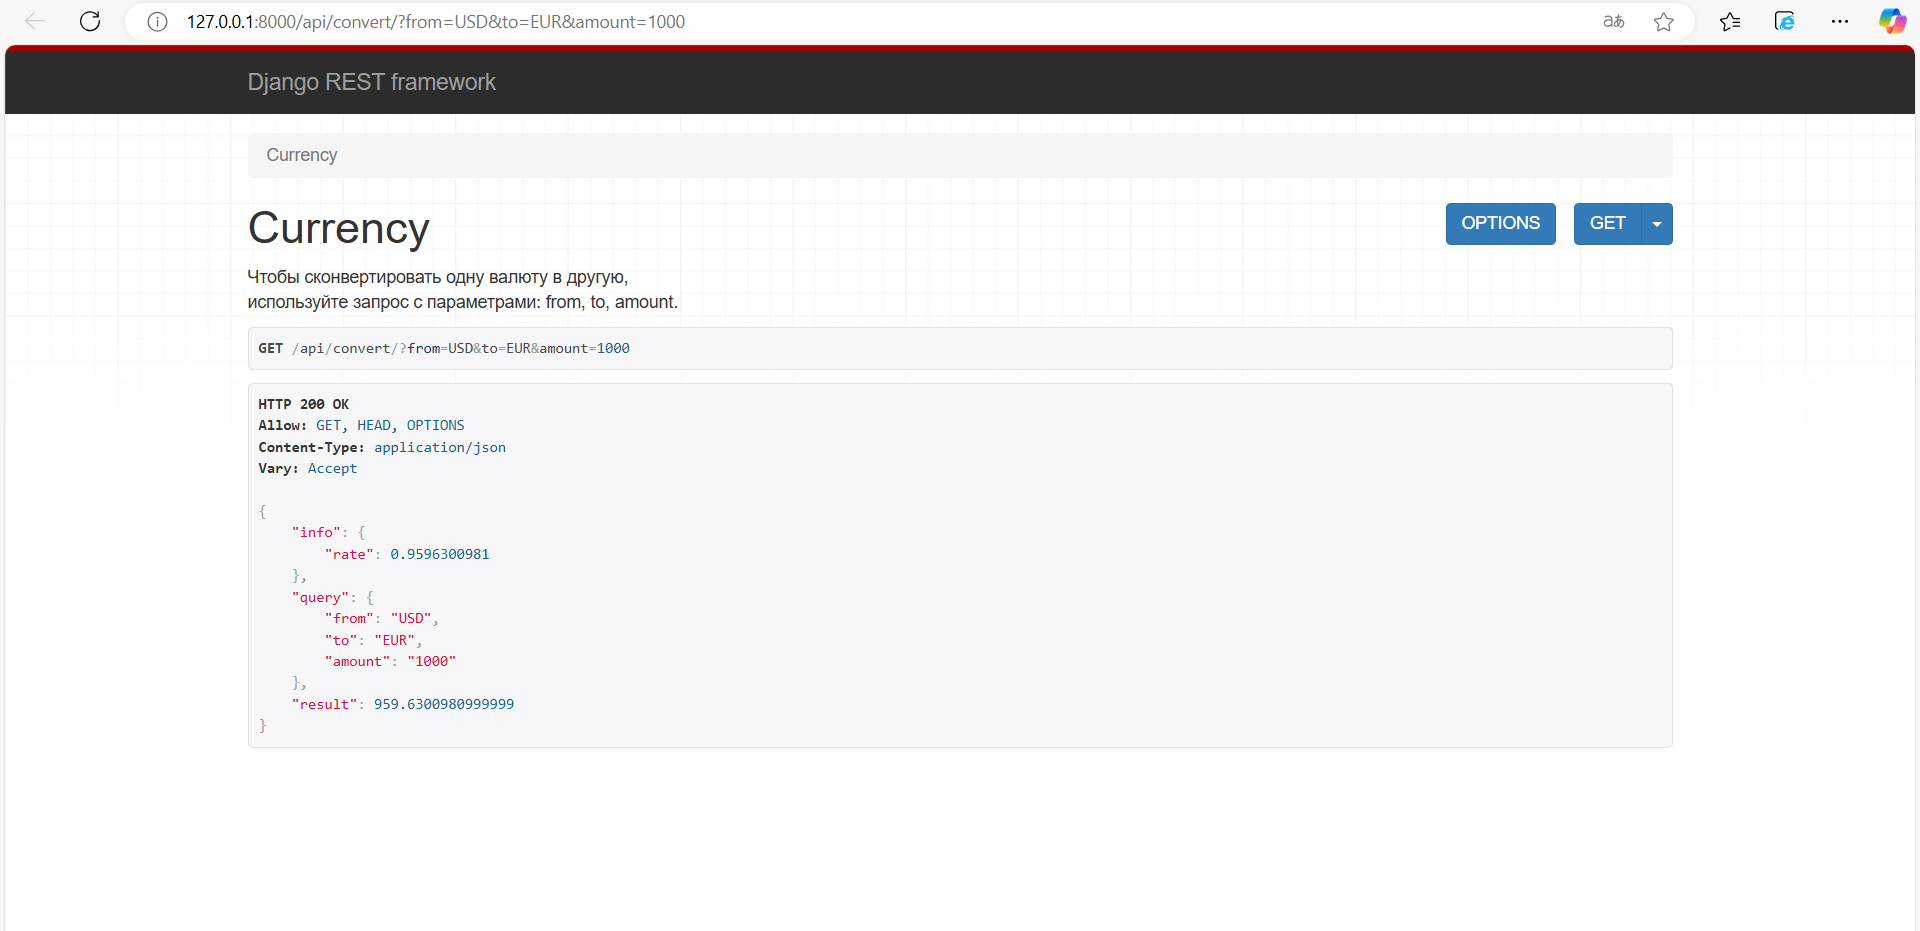 127.0.0.1:8000/api/convert/?from=USD&to=EUR&amount=1000
Django REST framework
Currency
Currency
OPTIONS
GET
Чтобы сконвертировать одну валюту в другую,
используйте запрос с параметрами: from, to, amount.
GET /api/convert/?from=USD&to=EUR&amount=1000
HTTP 200 OK
Allow: GET, HEAD, OPTIONS
Content-Type: application/json
Vary: Accept
{
    "info": {
        "rate": 0.9596300981
    },
    "query": {
        "from": "USD",
        "to": "EUR",
        "amount": "1000"
    },
    "result": 959.6300980999999
}